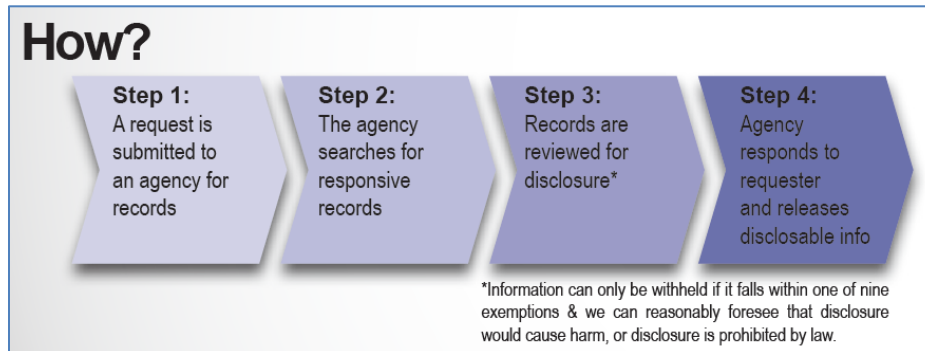 How?
Step 1:
A request is
submitted to
an agency for
records
Step 2:
The agency
searches for
responsive
records
Step 3:
Records are
reviewed for
disclosure*
Step 4:
Agency
responds to
requester
and releases
disclosable info
*Information can only be withheld if it falls within one of nine
exemptions & we can reasonably foresee that disclosure
would cause harm, or disclosure is prohibited by law.